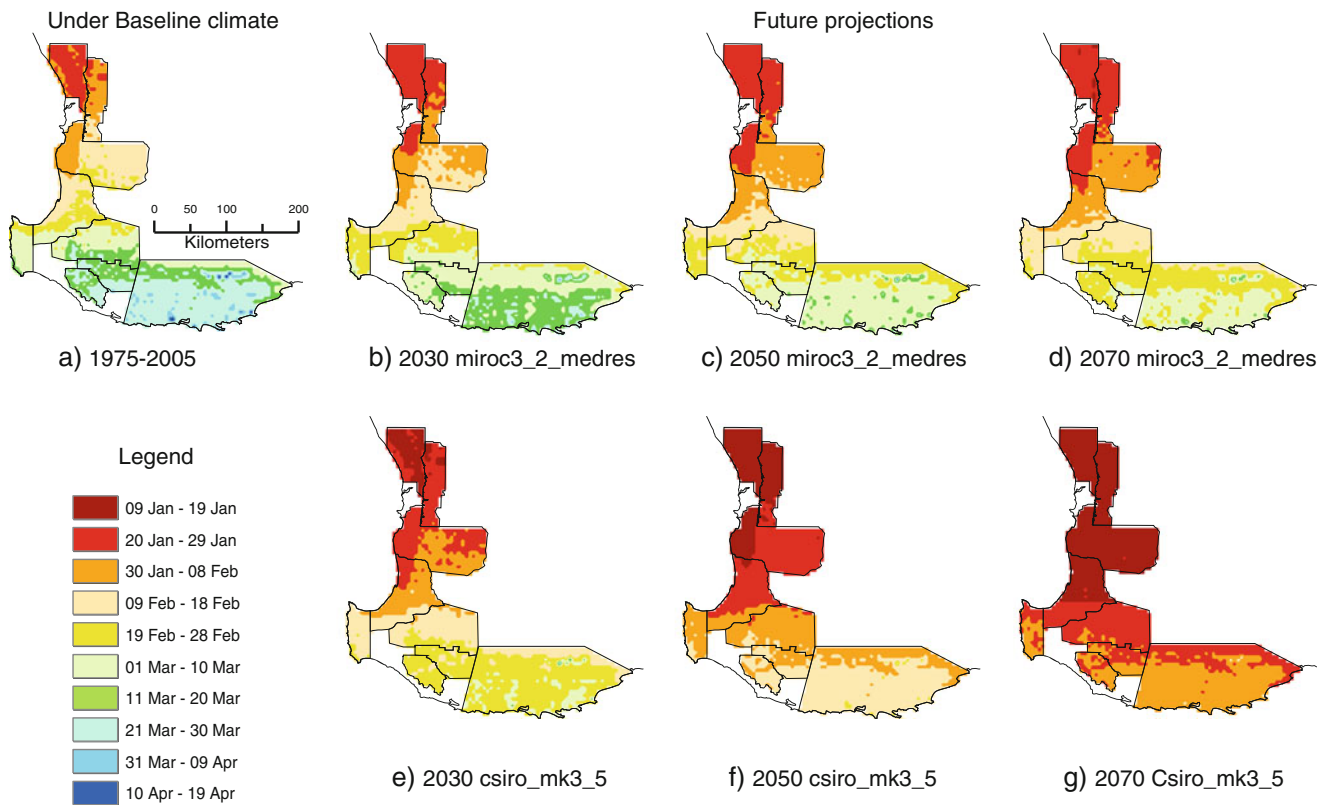 Under Baseline climate
Future projections
0 50 100 200
Kilometers
a) 1975-2005
b) 2030 miroc3_2_medres
c) 2050 miroc3_2_medres
d) 2070 miroc3_2_medres
Legend
09 Jan - 19 Jan
20 Jan - 29 Jan
30 Jan - 08 Feb
09 Feb - 18 Feb
19 Feb - 28 Feb
01 Mar - 10 Mar
11 Mar - 20 Mar
21 Mar - 30 Mar
31 Mar - 09 Apr
10 Apr - 19 Apr
e) 2030 csiro_mk3_5
f) 2050 csiro_mk3_5
g) 2070 Csiro_mk3_5